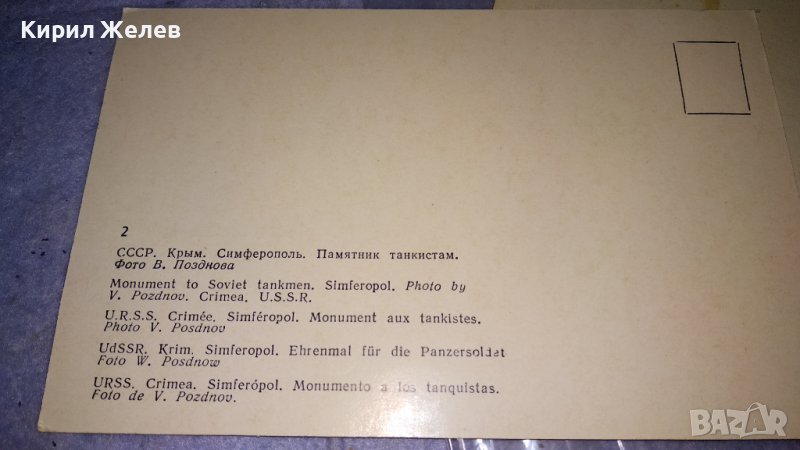 Кирил Желев
2
СССР. Крым. Симферополь. Памятник танкистам.
Фото В. Позднова
Monument to Soviet tankmen. Simferopol. Photo by
V. Pozdnov. Crimea. U.S.S.R.
U.R.S.S. Crimée. Simféropol. Monument aux tankistes.
Photo V. Posdnov
UdSSR. Krim. Simferopol. Ehrenmal für die Panzersoldat
Foto W. Posdnow
URSS. Crimea. Simferópol. Monumento a los tanquistas.
Foto de V. Pozdnov.
BAZAR